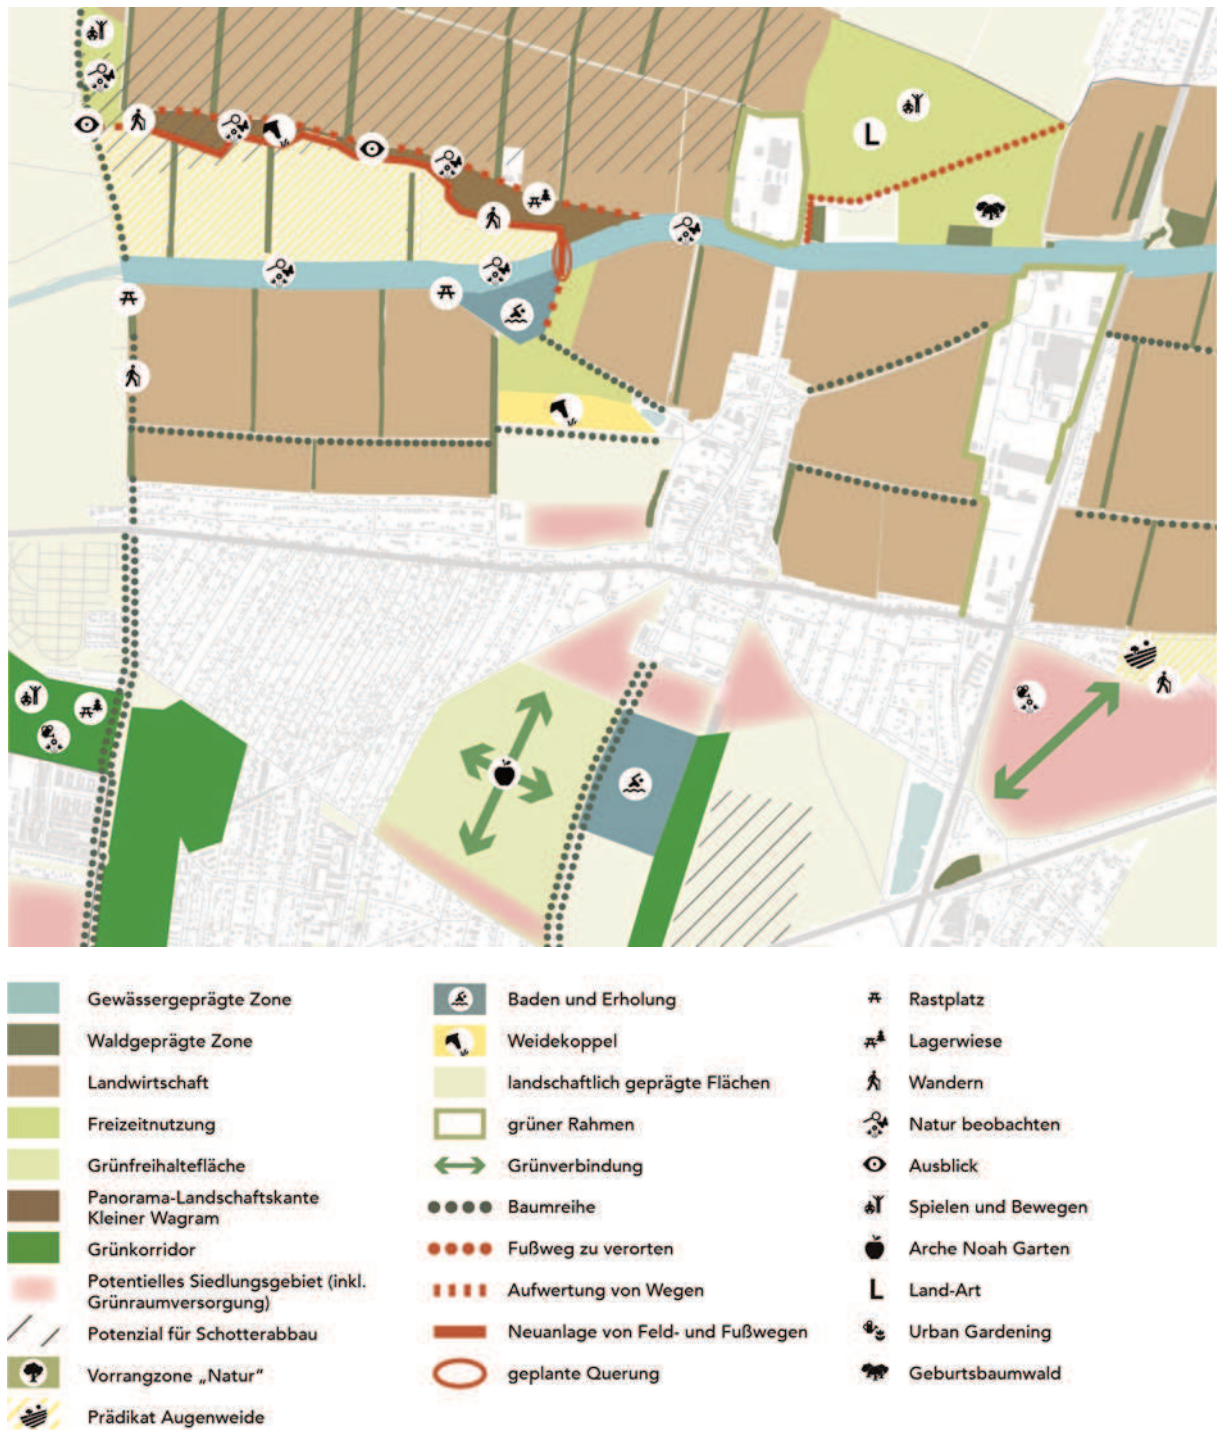 L
Gewässergeprägte Zone
Waldgeprägte Zone
Landwirtschaft
Freizeitnutzung
Grünfreihaltefläche
Panorama-Landschaftskante
Kleiner Wagram
Grünkorridor
Potentielles Siedlungsgebiet (inkl.
Grünraumversorgung)
Potenzial für Schotterabbau
Vorrangzone „Natur“
Prädikat Augenweide
Baden und Erholung
Weidekoppel
landschaftlich geprägte Flächen
grüner Rahmen
Grünverbindung
Baumreihe
Fußweg zu verorten
Aufwertung von Wegen
Neuanlage von Feld- und Fußwegen
geplante Querung
Rastplatz
Lagerwiese
Wandern
Natur beobachten
Ausblick
Spielen und Bewegen
Arche Noah Garten
L Land-Art
Urban Gardening
Geburtsbaumwald